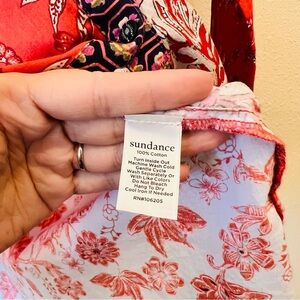 sundance
100% Cotton
Turn Inside Out
Machine Wash Cold
Gentle Cycle
Wash Separately Or
With Like Colors
Do Not Bleach
Hang To Dry
Cool Iron If Needed
RN#106205